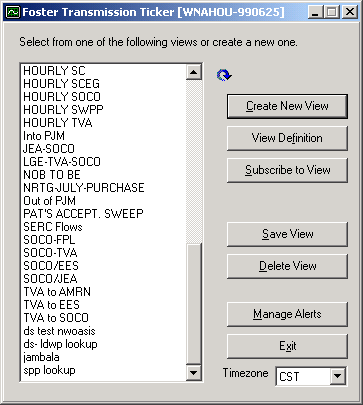 Foster Transmission Ticker [WNAHOU-990625]
Select from one of the following views or create a new one.
HOURLY SC
HOURLY SCEG
HOURLY SOCO
HOURLY SWPP
HOURLY TVA
Into PJM
JEA-SOCO
LGE-TVA-SOCO
NOB TO BE
NRTG-JULY-PURCHASE
Out of PJM
PAT'S ACCEPT. SWEEP
SERC Flows
SOCO-FPL
SOCO-TVA
SOCO/EES
SOCO/JEA
TVA to AMRN
TVA to EES
TVA to SOCO
ds test nwoasis
ds- ldwp lookup
jambala
spp lookup
Create New View
View Definition
Subscribe to View
Save View
Delete View
Manage Alerts
Exit
Timezone CST